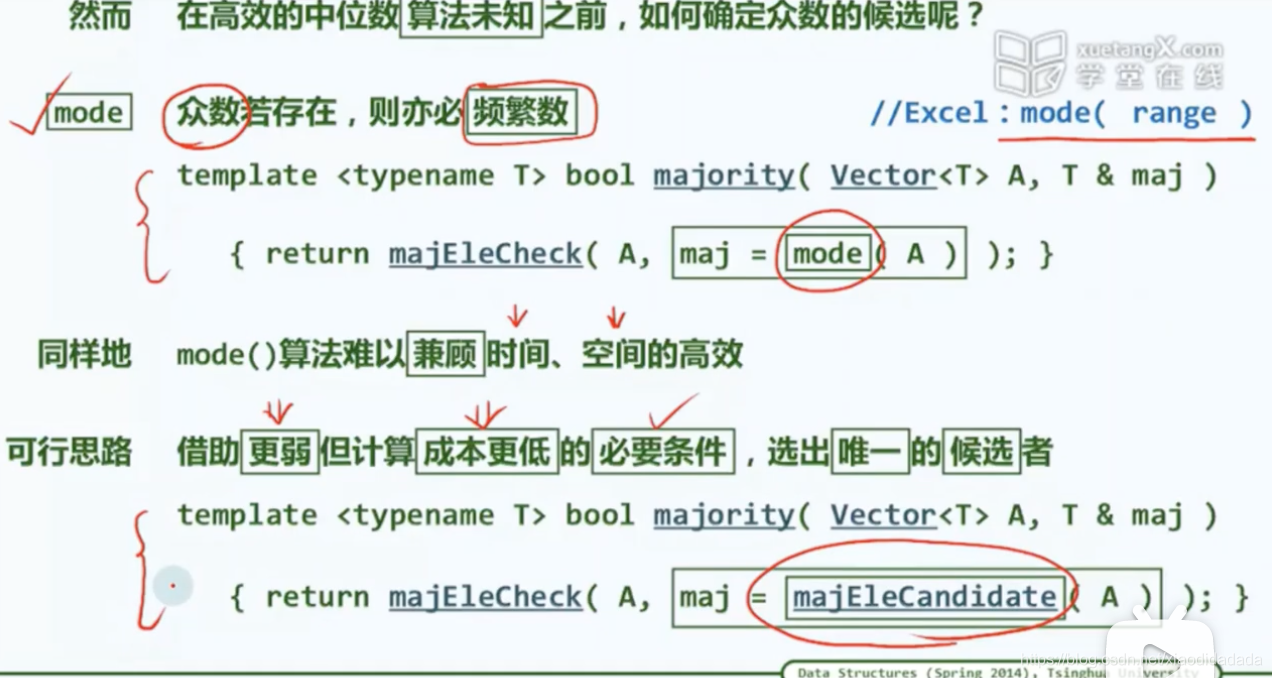 然而 在高效的中位数算法未知之前，如何确定众数的候选呢？
xuetangX.com
学堂在线
mode 众数若存在，则亦必频繁数 //Excel：mode( range )
template <typename T> bool majority( Vector<T> A, T & maj )
{ return majEleCheck( A, maj = mode( A ) ); }
同样地 mode()算法难以兼顾时间、空间的高效
可行思路 借助更弱但计算成本更低的必要条件，选出唯一的候选者
template <typename T> bool majority( Vector<T> A, T & maj )
{ return majEleCheck( A, maj = majEleCandidate( A ) ); }
https://blog.csdn.net/xiaodidadada
Data Structures (Spring 2014), Tsinghua University